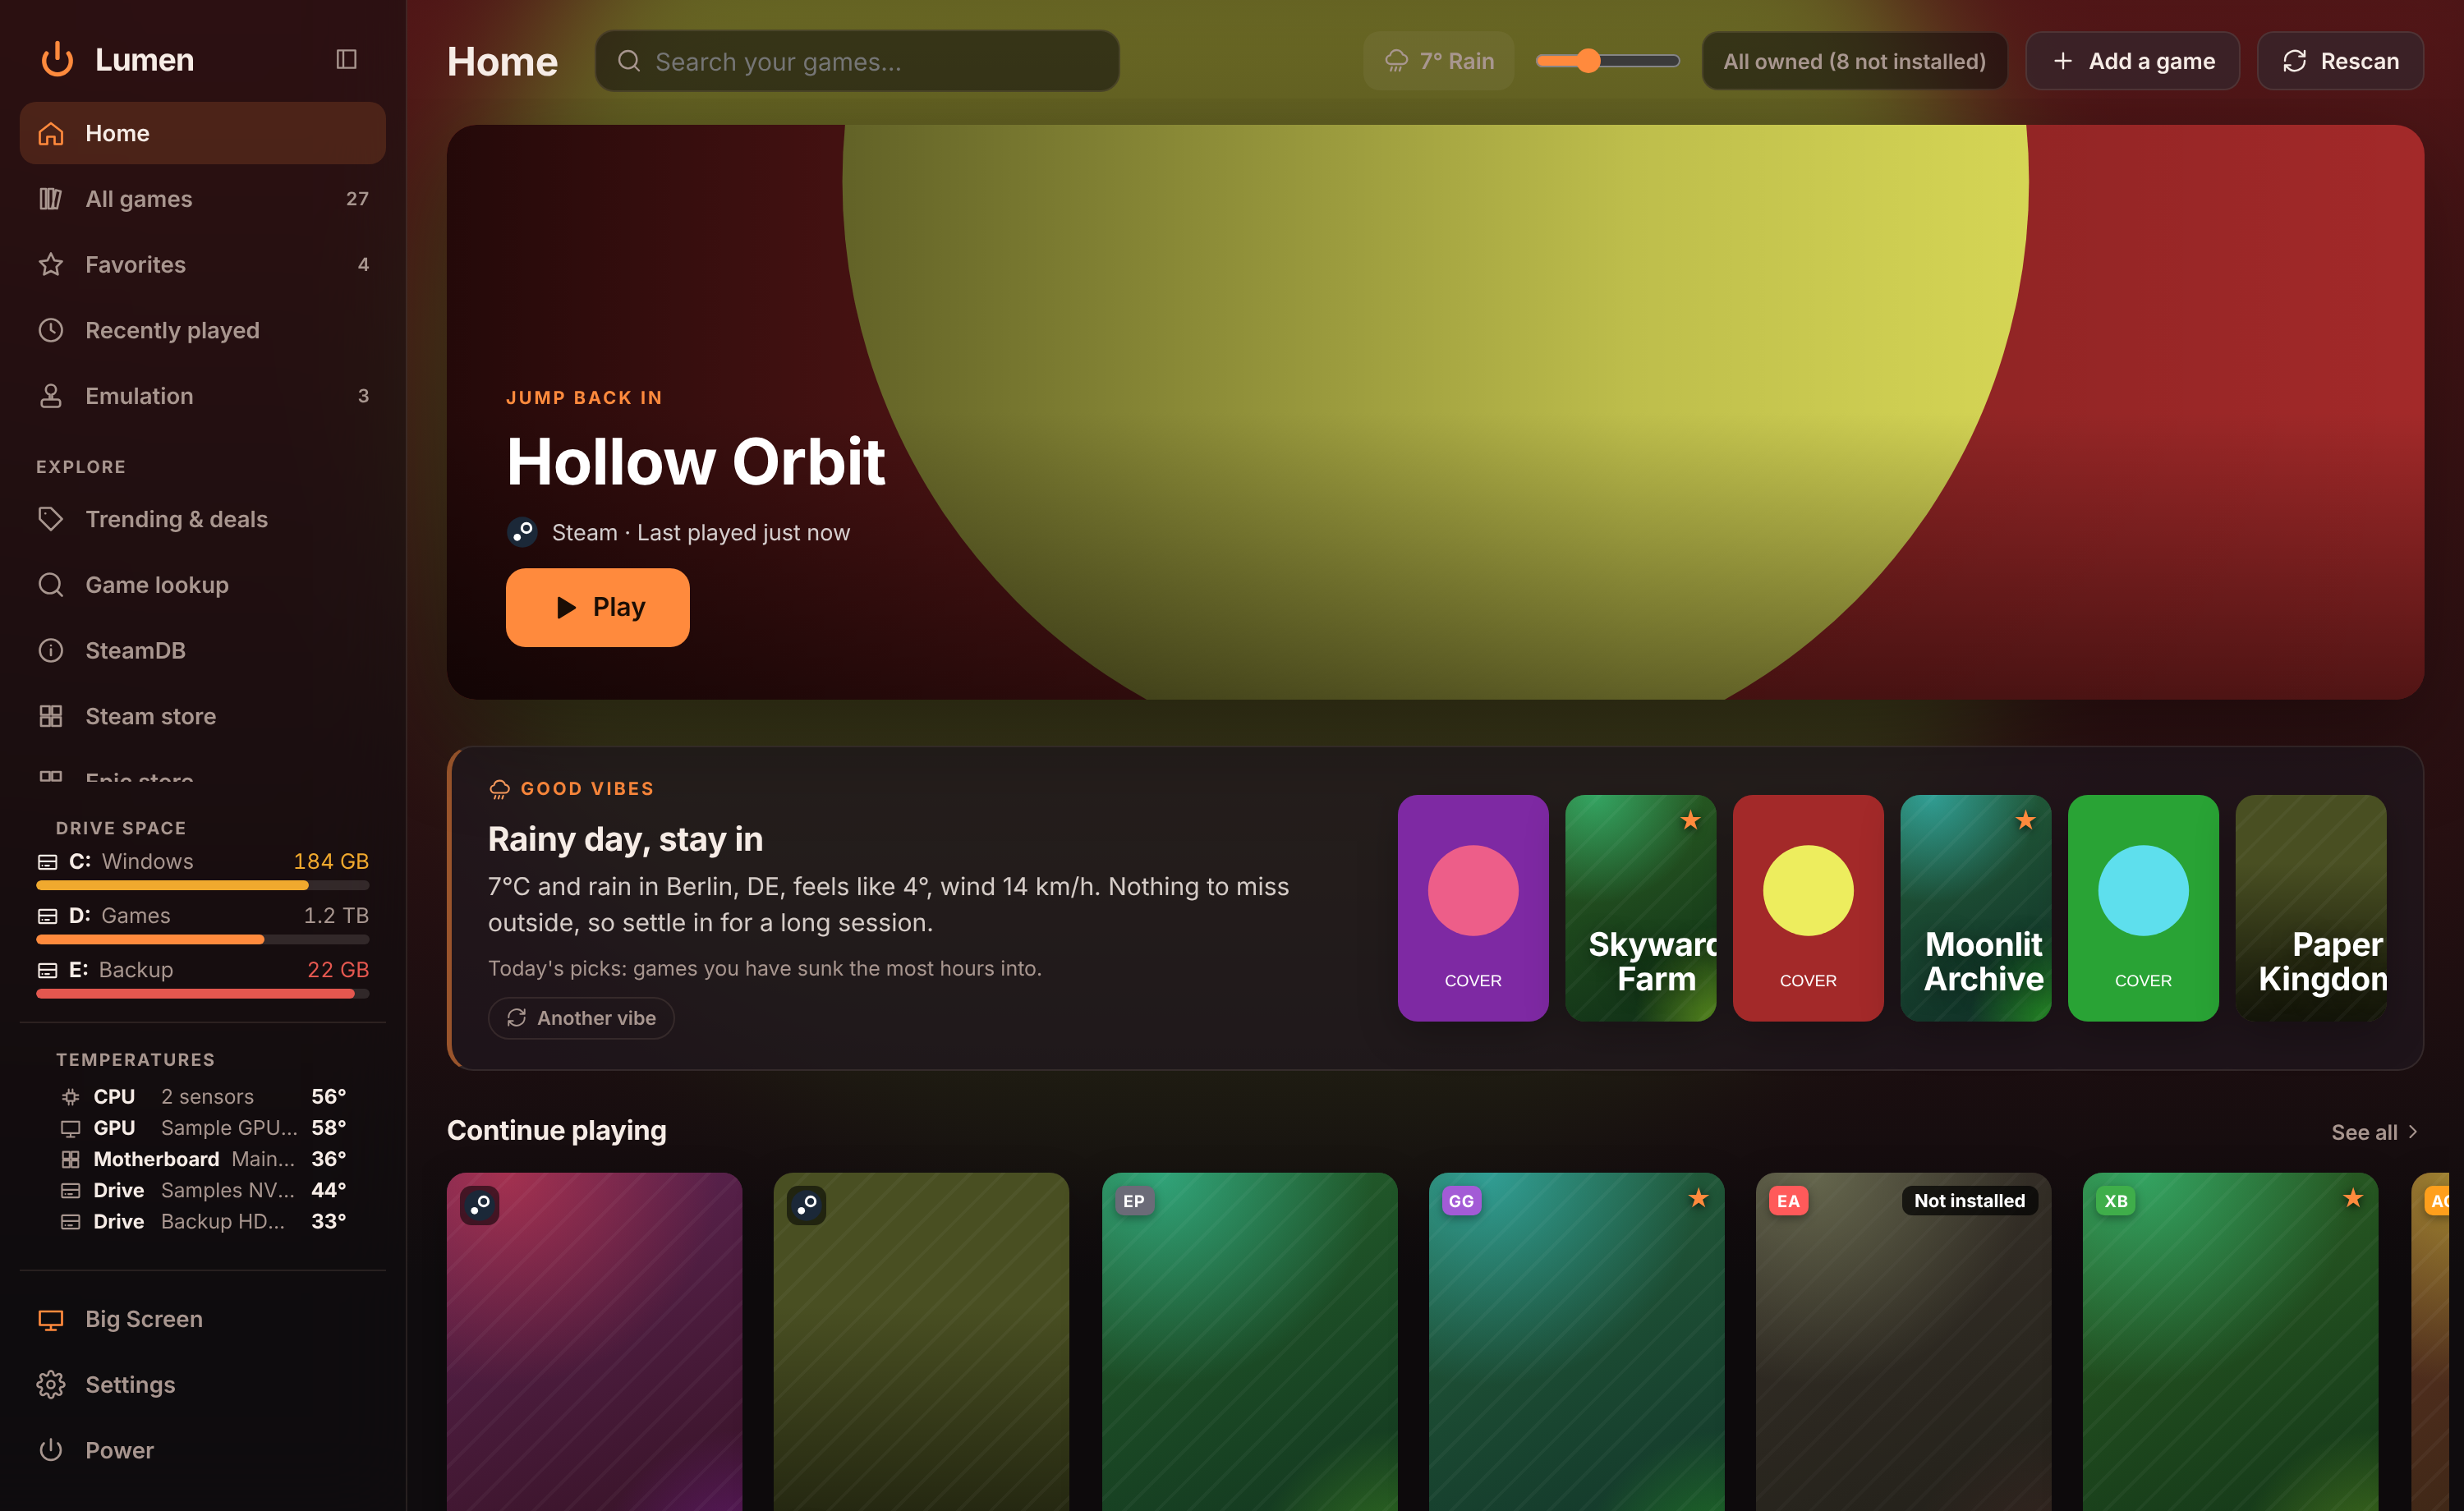 Lumen
Home
All games 27
Favorites 4
Recently played
Emulation 3
EXPLORE
Trending & deals
Game lookup
SteamDB
Steam store
Epic store
DRIVE SPACE
C: Windows 184 GB
D: Games 1.2 TB
E: Backup 22 GB
TEMPERATURES
CPU 2 sensors 56°
GPU Sample GPU... 58°
Motherboard Main... 36°
Drive Samples NV... 44°
Drive Backup HD... 33°
Big Screen
Settings
Power
Home
Search your games...
7° Rain
All owned (8 not installed)
Add a game
Rescan
JUMP BACK IN
Hollow Orbit
Steam · Last played just now
Play
GOOD VIBES
Rainy day, stay in
7°C and rain in Berlin, DE, feels like 4°, wind 14 km/h. Nothing to miss
outside, so settle in for a long session.
Today's picks: games you have sunk the most hours into.
Another vibe
COVER
Skyward
Farm
COVER
Moonlit
Archive
COVER
Paper
Kingdom
Continue playing
See all
EP
GG
EA
Not installed
XB